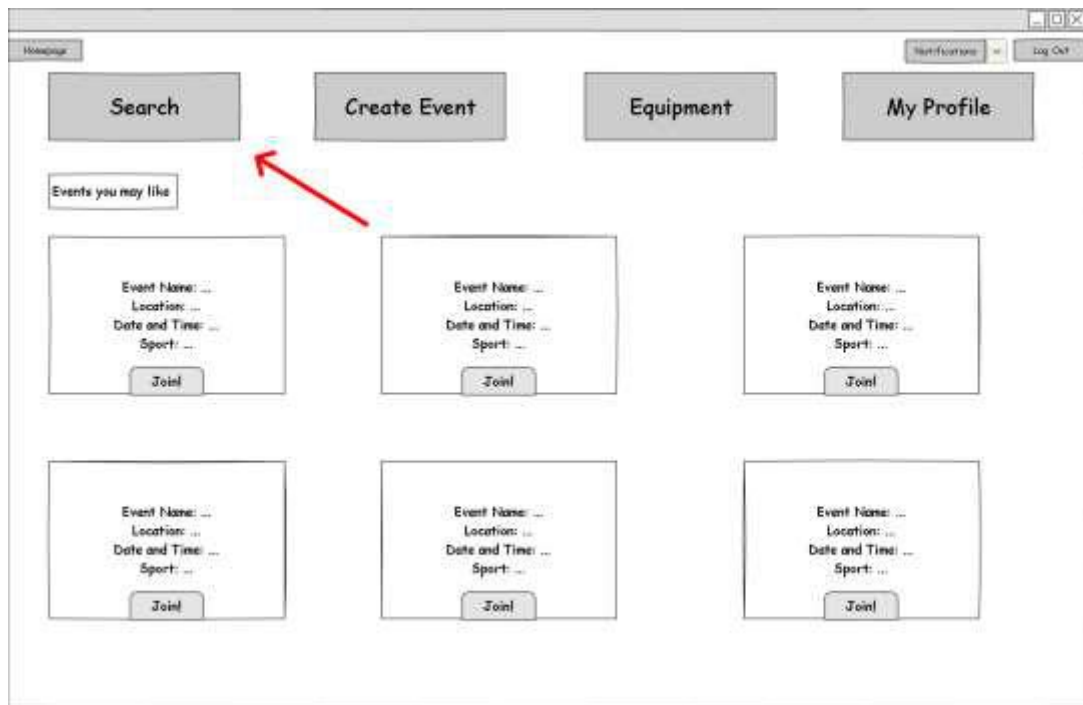 Homepage
Notifications
Log Out
Search
Create Event
Equipment
My Profile
Events you may like
Event Name: ...
Location: ...
Date and Time: ...
Sport: ...
Join!
Event Name: ...
Location: ...
Date and Time: ...
Sport: ...
Join!
Event Name: ...
Location: ...
Date and Time: ...
Sport: ...
Join!
Event Name: ...
Location: ...
Date and Time: ...
Sport: ...
Join!
Event Name: ...
Location: ...
Date and Time: ...
Sport: ...
Join!
Event Name: ...
Location: ...
Date and Time: ...
Sport: ...
Join!